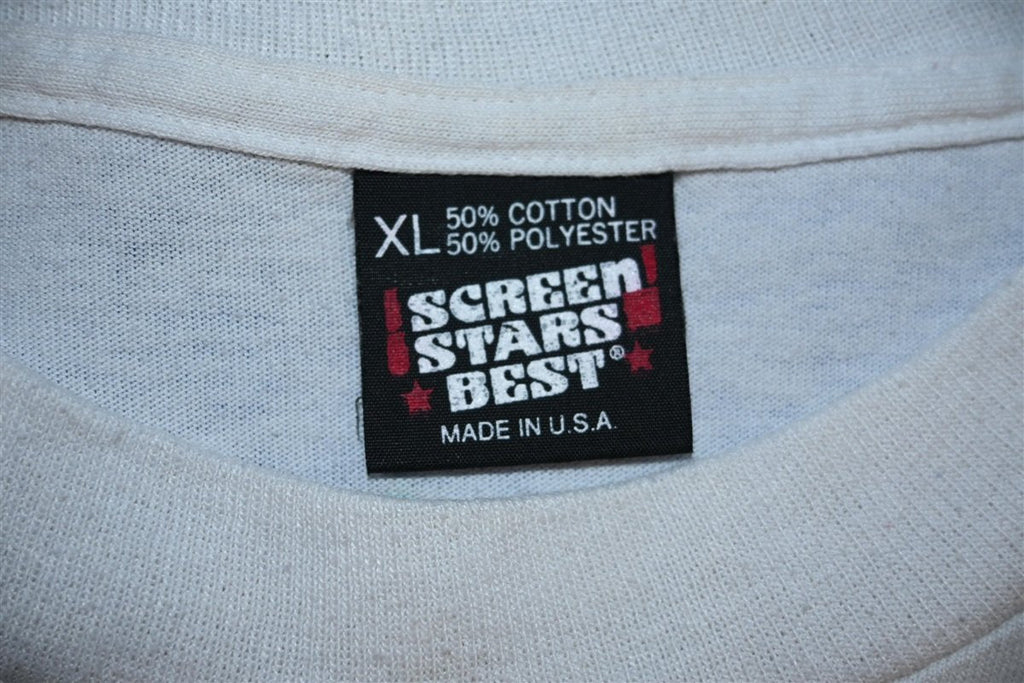 XL 50% COTTON
50% POLYESTER
SCREEN
STARS
BEST®
MADE IN U.S.A.